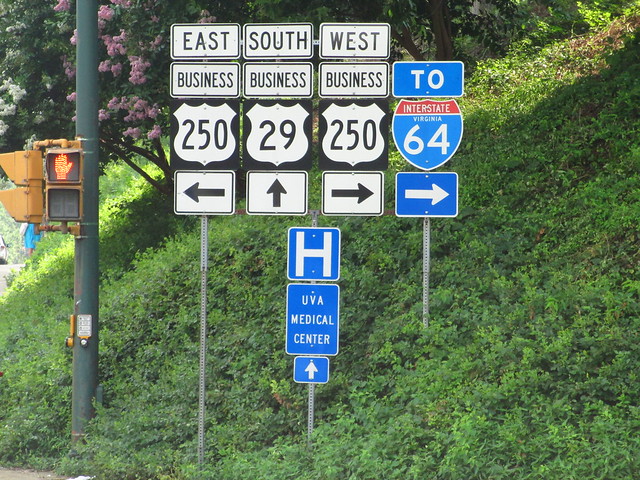 EAST SOUTH WEST
BUSINESS BUSINESS BUSINESS TO
250 29 250 INTERSTATE
VIRGINIA
64
H
UVA
MEDICAL
CENTER